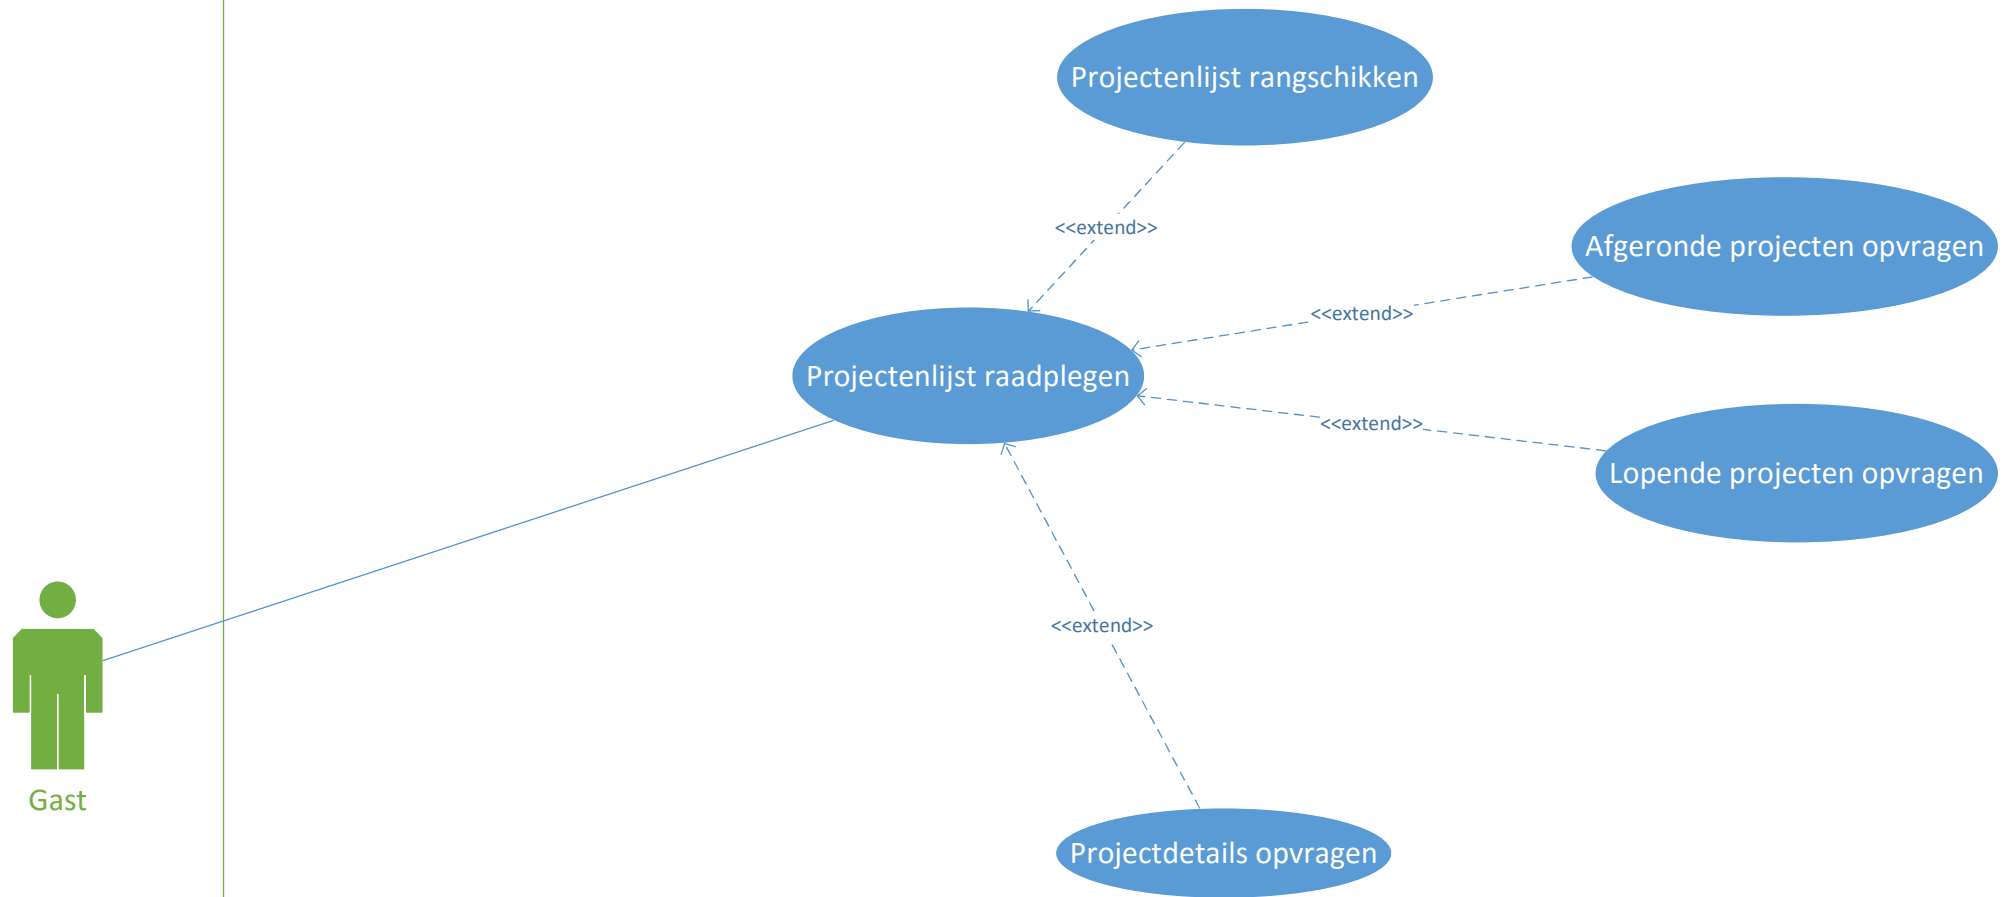 Projectenlijst rangschikken
<<extend>>
Afgeronde projecten opvragen
<<extend>>
Projectenlijst raadplegen
<<extend>>
Lopende projecten opvragen
<<extend>>
Gast
Projectdetails opvragen